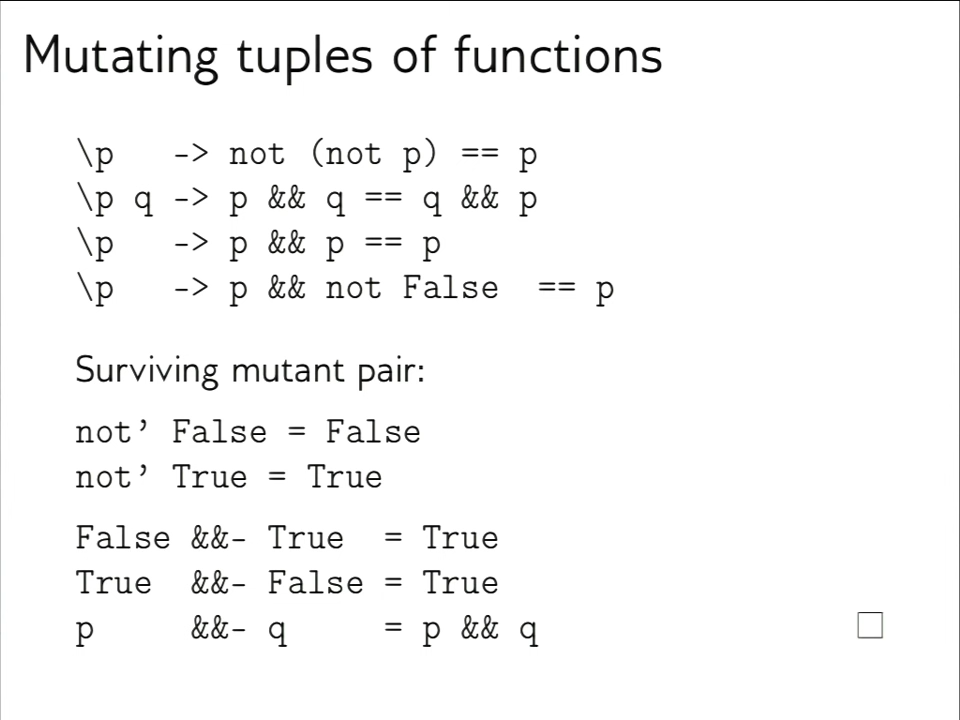 Mutating tuples of functions
\p   -> not (not p) == p
\p q -> p && q == q && p
\p   -> p && p == p
\p   -> p && not False  == p
Surviving mutant pair:
not’ False = False
not’ True = True
False &&- True  = True
True  &&- False = True
p     &&- q     = p && q